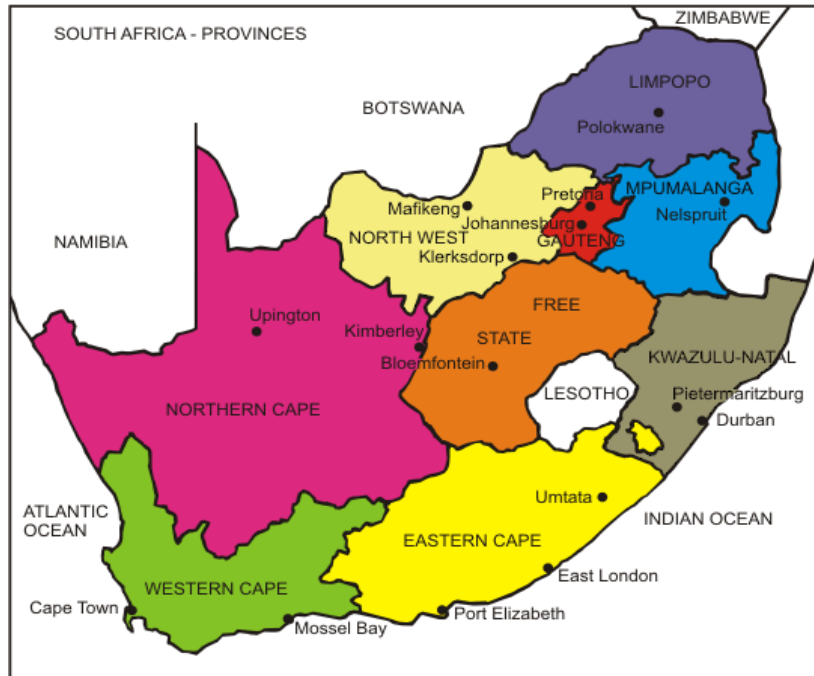 ZIMBABWE
SOUTH AFRICA - PROVINCES
LIMPOPO
BOTSWANA
Polokwane
MPUMALANGA
Pretoria
Mafikeng
Nelspruit
Johannesburg
NORTH WEST
GAUTENG
NAMIBIA
Klerksdorp
FREE
Upington
Kimberley
STATE
KWAZULU-NATAL
Bloemfontein
LESOTHO
Pietermaritzburg
NORTHERN CAPE
Durban
Umtata
ATLANTIC
OCEAN
INDIAN OCEAN
EASTERN CAPE
East London
WESTERN CAPE
Cape Town
Port Elizabeth
Mossel Bay